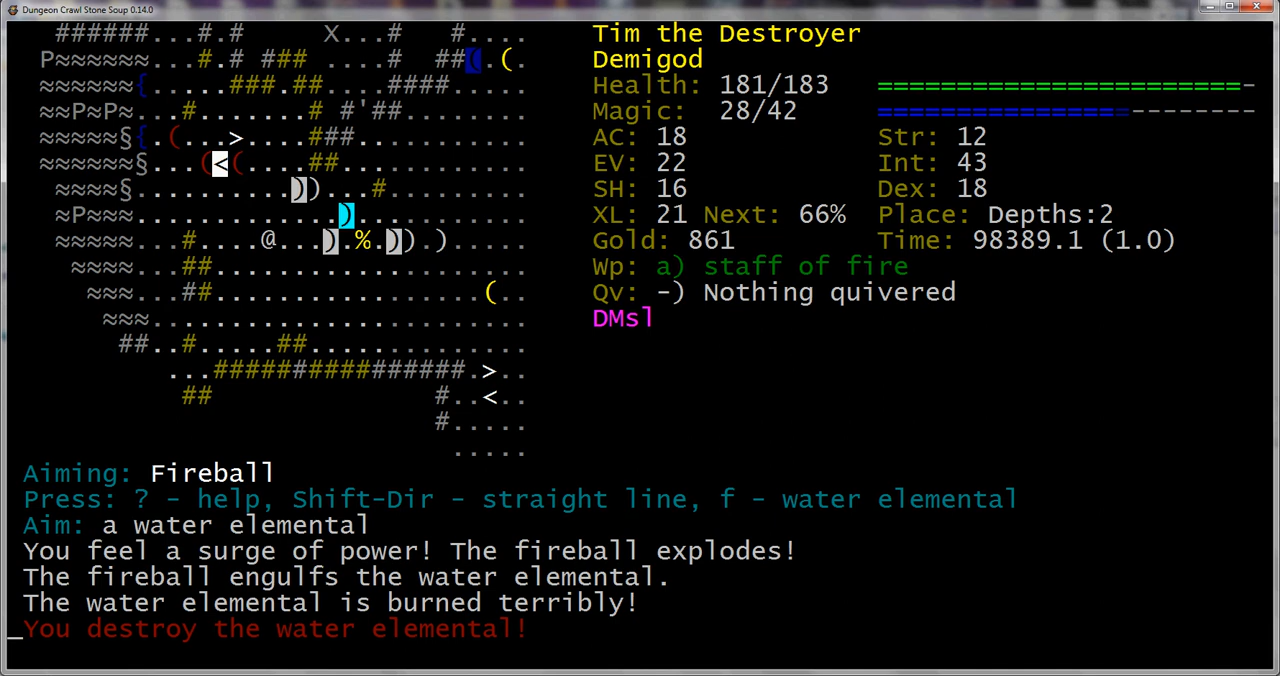 Dungeon Crawl Stone Soup 0.14.0
######...#.#     X...#   #....
P≈≈≈≈≈≈...#.# ### ....#  ##(.(.
≈≈≈≈≈≈{.....###.##....####.....
≈≈P≈P≈...#.......# #'##........
≈≈≈≈≈§{.(...>....###...........
≈≈≈≈≈≈§...(<(....##............
≈≈≈≈§..........))...#.........
≈P≈≈≈.............)...........
≈≈≈≈≈...#....@...).%.)).).....
≈≈≈≈...##....................
≈≈≈...##.................(..
≈≈≈........................
##..#.....##...............
...################.>..
##              #..<..
#.....
.....
Tim the Destroyer
Demigod
Health: 181/183 =======================-
Magic: 28/42 ================--------
AC: 18 Str: 12
EV: 22 Int: 43
SH: 16 Dex: 18
XL: 21 Next: 66% Place: Depths:2
Gold: 861 Time: 98389.1 (1.0)
Wp: a) staff of fire
Qv: -) Nothing quivered
DMsl
Aiming: Fireball
Press: ? - help, Shift-Dir - straight line, f - water elemental
Aim: a water elemental
You feel a surge of power! The fireball explodes!
The fireball engulfs the water elemental.
The water elemental is burned terribly!
_You destroy the water elemental!